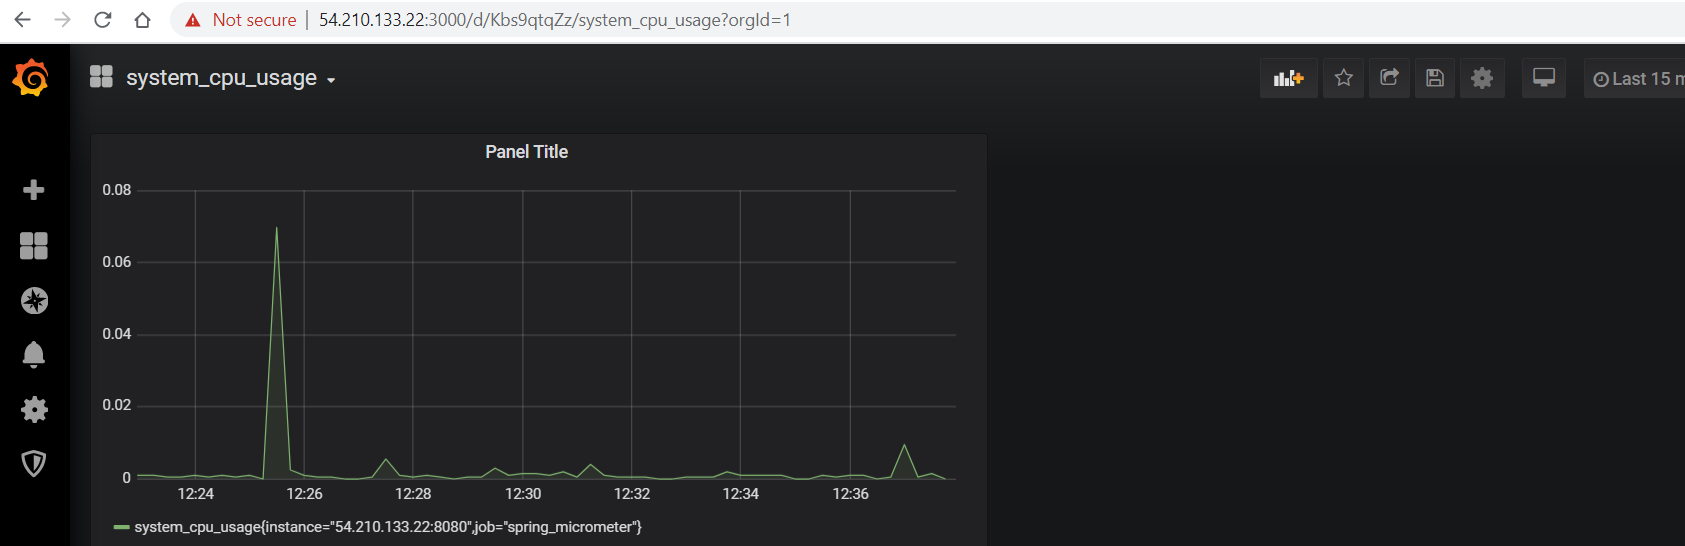 Not secure | 54.210.133.22:3000/d/Kbs9qtqZz/system_cpu_usage?orgId=1
system_cpu_usage
Last 15 m
Panel Title
0.08
0.06
0.04
0.02
0
12:24 12:26 12:28 12:30 12:32 12:34 12:36
system_cpu_usage{instance="54.210.133.22:8080",job="spring_micrometer"}